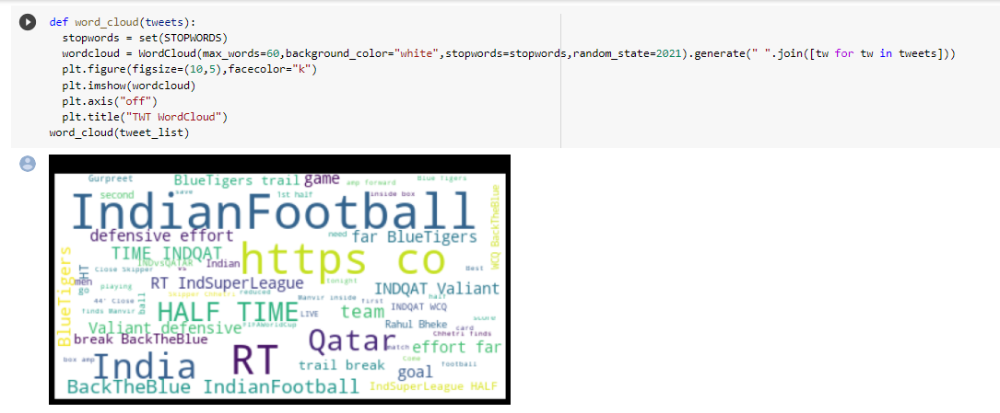 def word_cloud(tweets):
stopwords = set(STOPWORDS)
wordcloud = WordCloud(max_words=60,background_color="white",stopwords=stopwords,random_state=2021).generate(" ".join([tw for tw in tweets]))
plt.figure(figsize=(10,5),facecolor="k")
plt.imshow(wordcloud)
plt.axis("off")
plt.title("TWT WordCloud")
word_cloud(tweet_list)
Gurpreet
BlueTigers trail
game
amp forward
Blue Tigers
second
save
1st half
inside box
IndianFootball
WCQ BackTheBlue
defensive effort
need
far BlueTigers
TIME INDQAT
https co
INDvsQATAR
Indian
BlueTigers
HT
Close Skipper
vs
Best
men
go
playing
RT IndSuperLeague
tonight
INDQAT Valiant
Skipper Chhetri
reduced
44' Close
ball
HALF TIME
Manvir inside
first
half
INDQAT WCQ
finds Manvir
LIVE
team
score
Valiant defensive
FIFAWorldCup
Rahul Bheke
card
break BackTheBlue
Qatar
Chhetri finds
match
effort far
box amp
India
RT
trail break
Come
football
goal
BackTheBlue IndianFootball
IndSuperLeague HALF